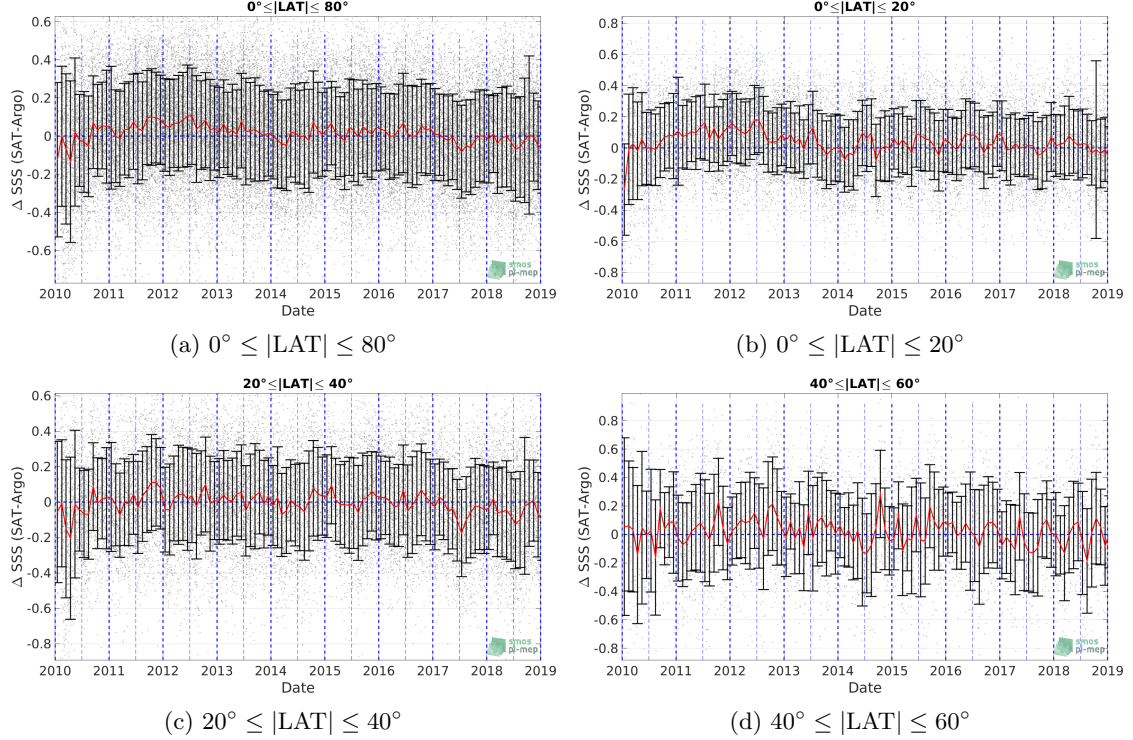 0°≤|LAT|≤ 80°
0.4
0.2
0
-0.2
-0.4
-0.6
Δ SSS (SAT-Argo)
2010 2011 2012 2013 2014 2015 2016 2017 2018 2019
Date
smos
pi-mep
(a) 0° ≤ |LAT| ≤ 80°
0°≤|LAT|≤ 20°
0.8
0.6
0.4
0.2
0
-0.2
-0.4
-0.6
-0.8
Δ SSS (SAT-Argo)
2010 2011 2012 2013 2014 2015 2016 2017 2018 2019
Date
smos
pi-mep
(b) 0° ≤ |LAT| ≤ 20°
20°≤|LAT|≤ 40°
0.6
0.4
0.2
0
-0.2
-0.4
-0.6
-0.8
Δ SSS (SAT-Argo)
2010 2011 2012 2013 2014 2015 2016 2017 2018 2019
Date
smos
pi-mep
(c) 20° ≤ |LAT| ≤ 40°
40°≤|LAT|≤ 60°
0.8
0.6
0.4
0.2
0
-0.2
-0.4
-0.6
-0.8
Δ SSS (SAT-Argo)
2010 2011 2012 2013 2014 2015 2016 2017 2018 2019
Date
smos
pi-mep
(d) 40° ≤ |LAT| ≤ 60°